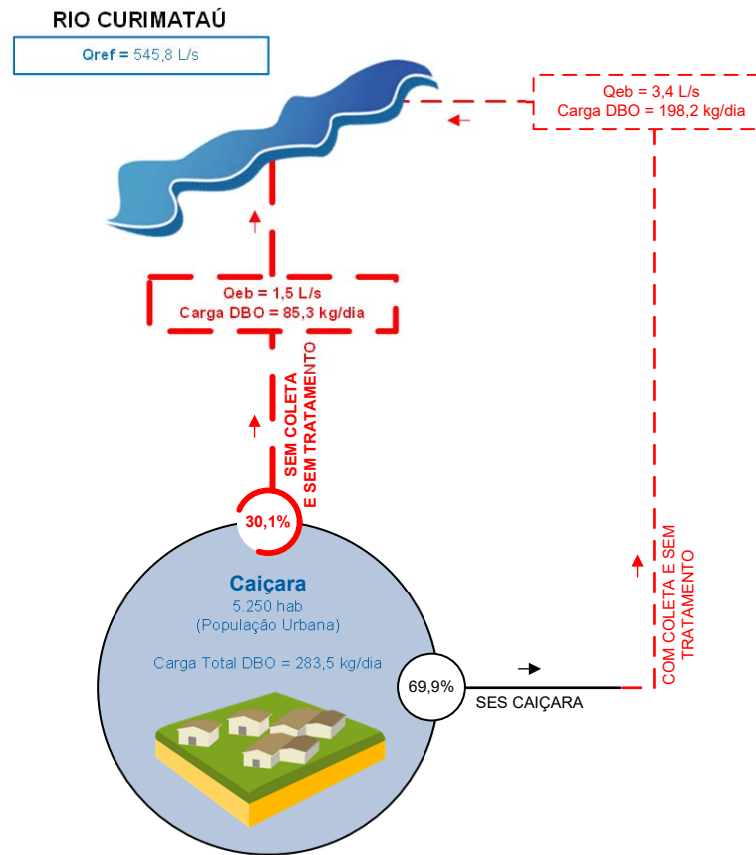 RIO CURIMATAÚ
Qref = 545,8 L/s
Qeb = 3,4 L/s
Carga DBO = 198,2 kg/dia
Qeb = 1,5 L/s
Carga DBO = 85,3 kg/dia
SEM COLETA
E SEM TRATAMENTO
30,1%
Caiçara
5.250 hab
(População Urbana)
Carga Total DBO = 283,5 kg/dia
69,9%
SES CAIÇARA
COM COLETA E SEM
TRATAMENTO